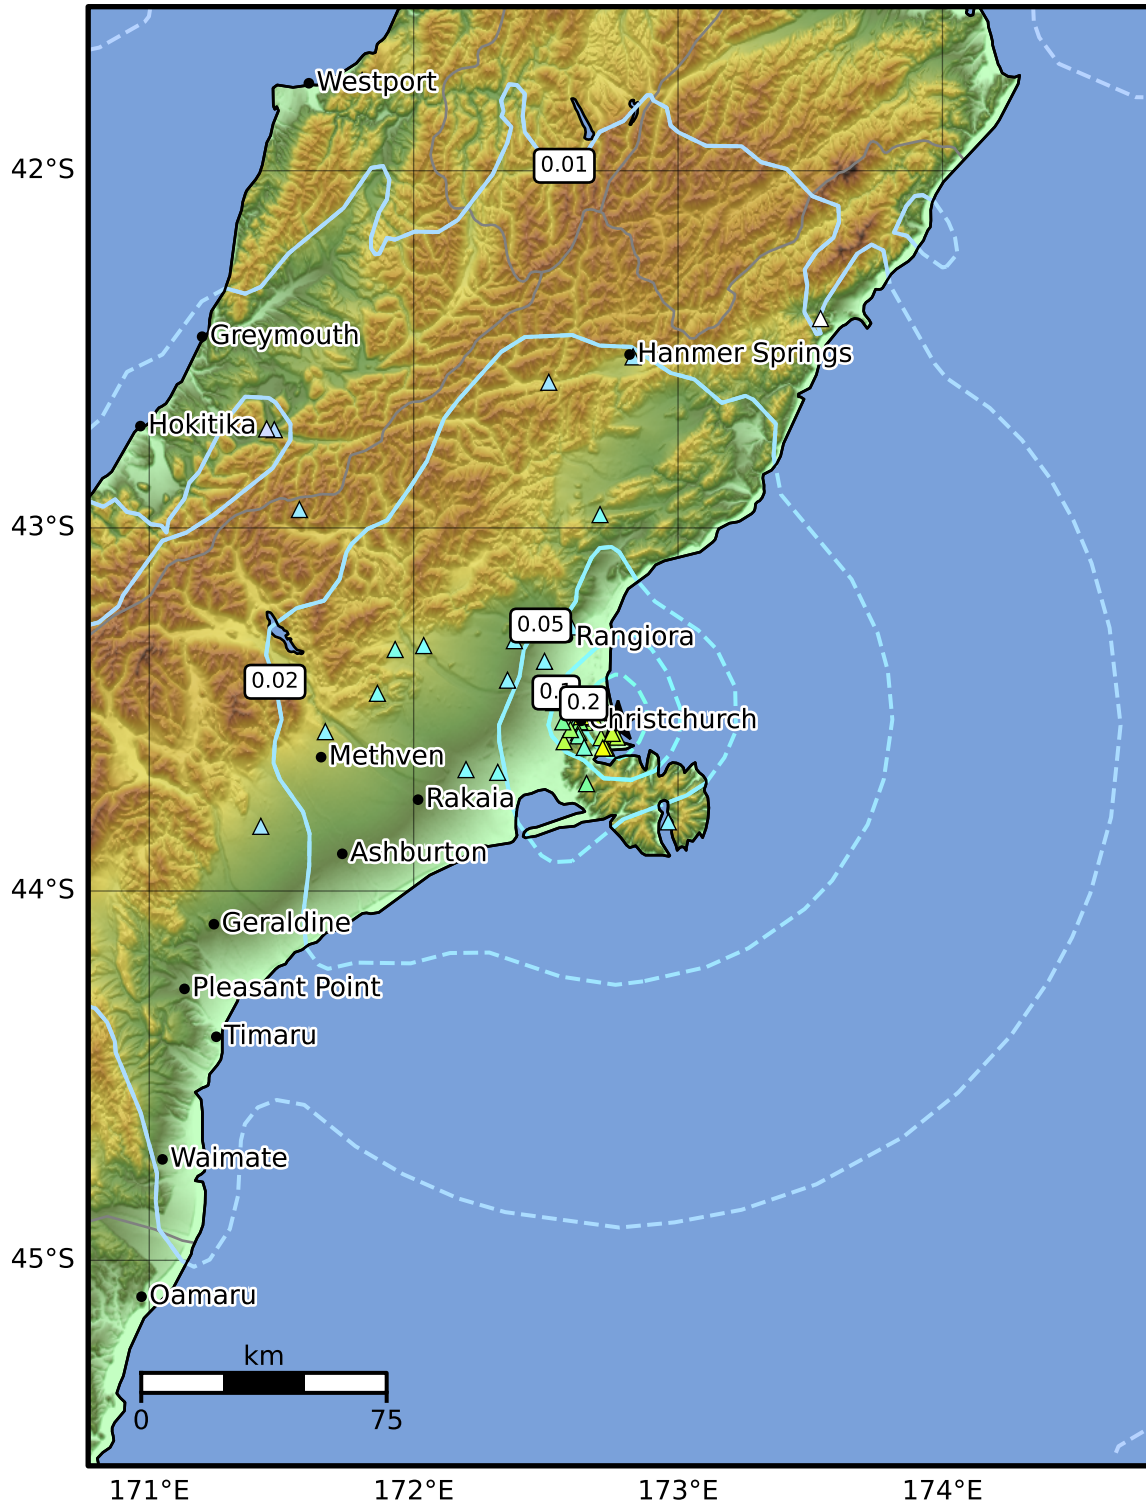 Westport
42°S
0.01
Greymouth
Hanmer Springs
Hokitika
43°S
0.05
Rangiora
0.02
0.2
Christchurch
Methven
Rakaia
Ashburton
44°S
Geraldine
Pleasant Point
Timaru
Waimate
45°S
Oamaru
km
0
75
171°E
172°E
173°E
174°E